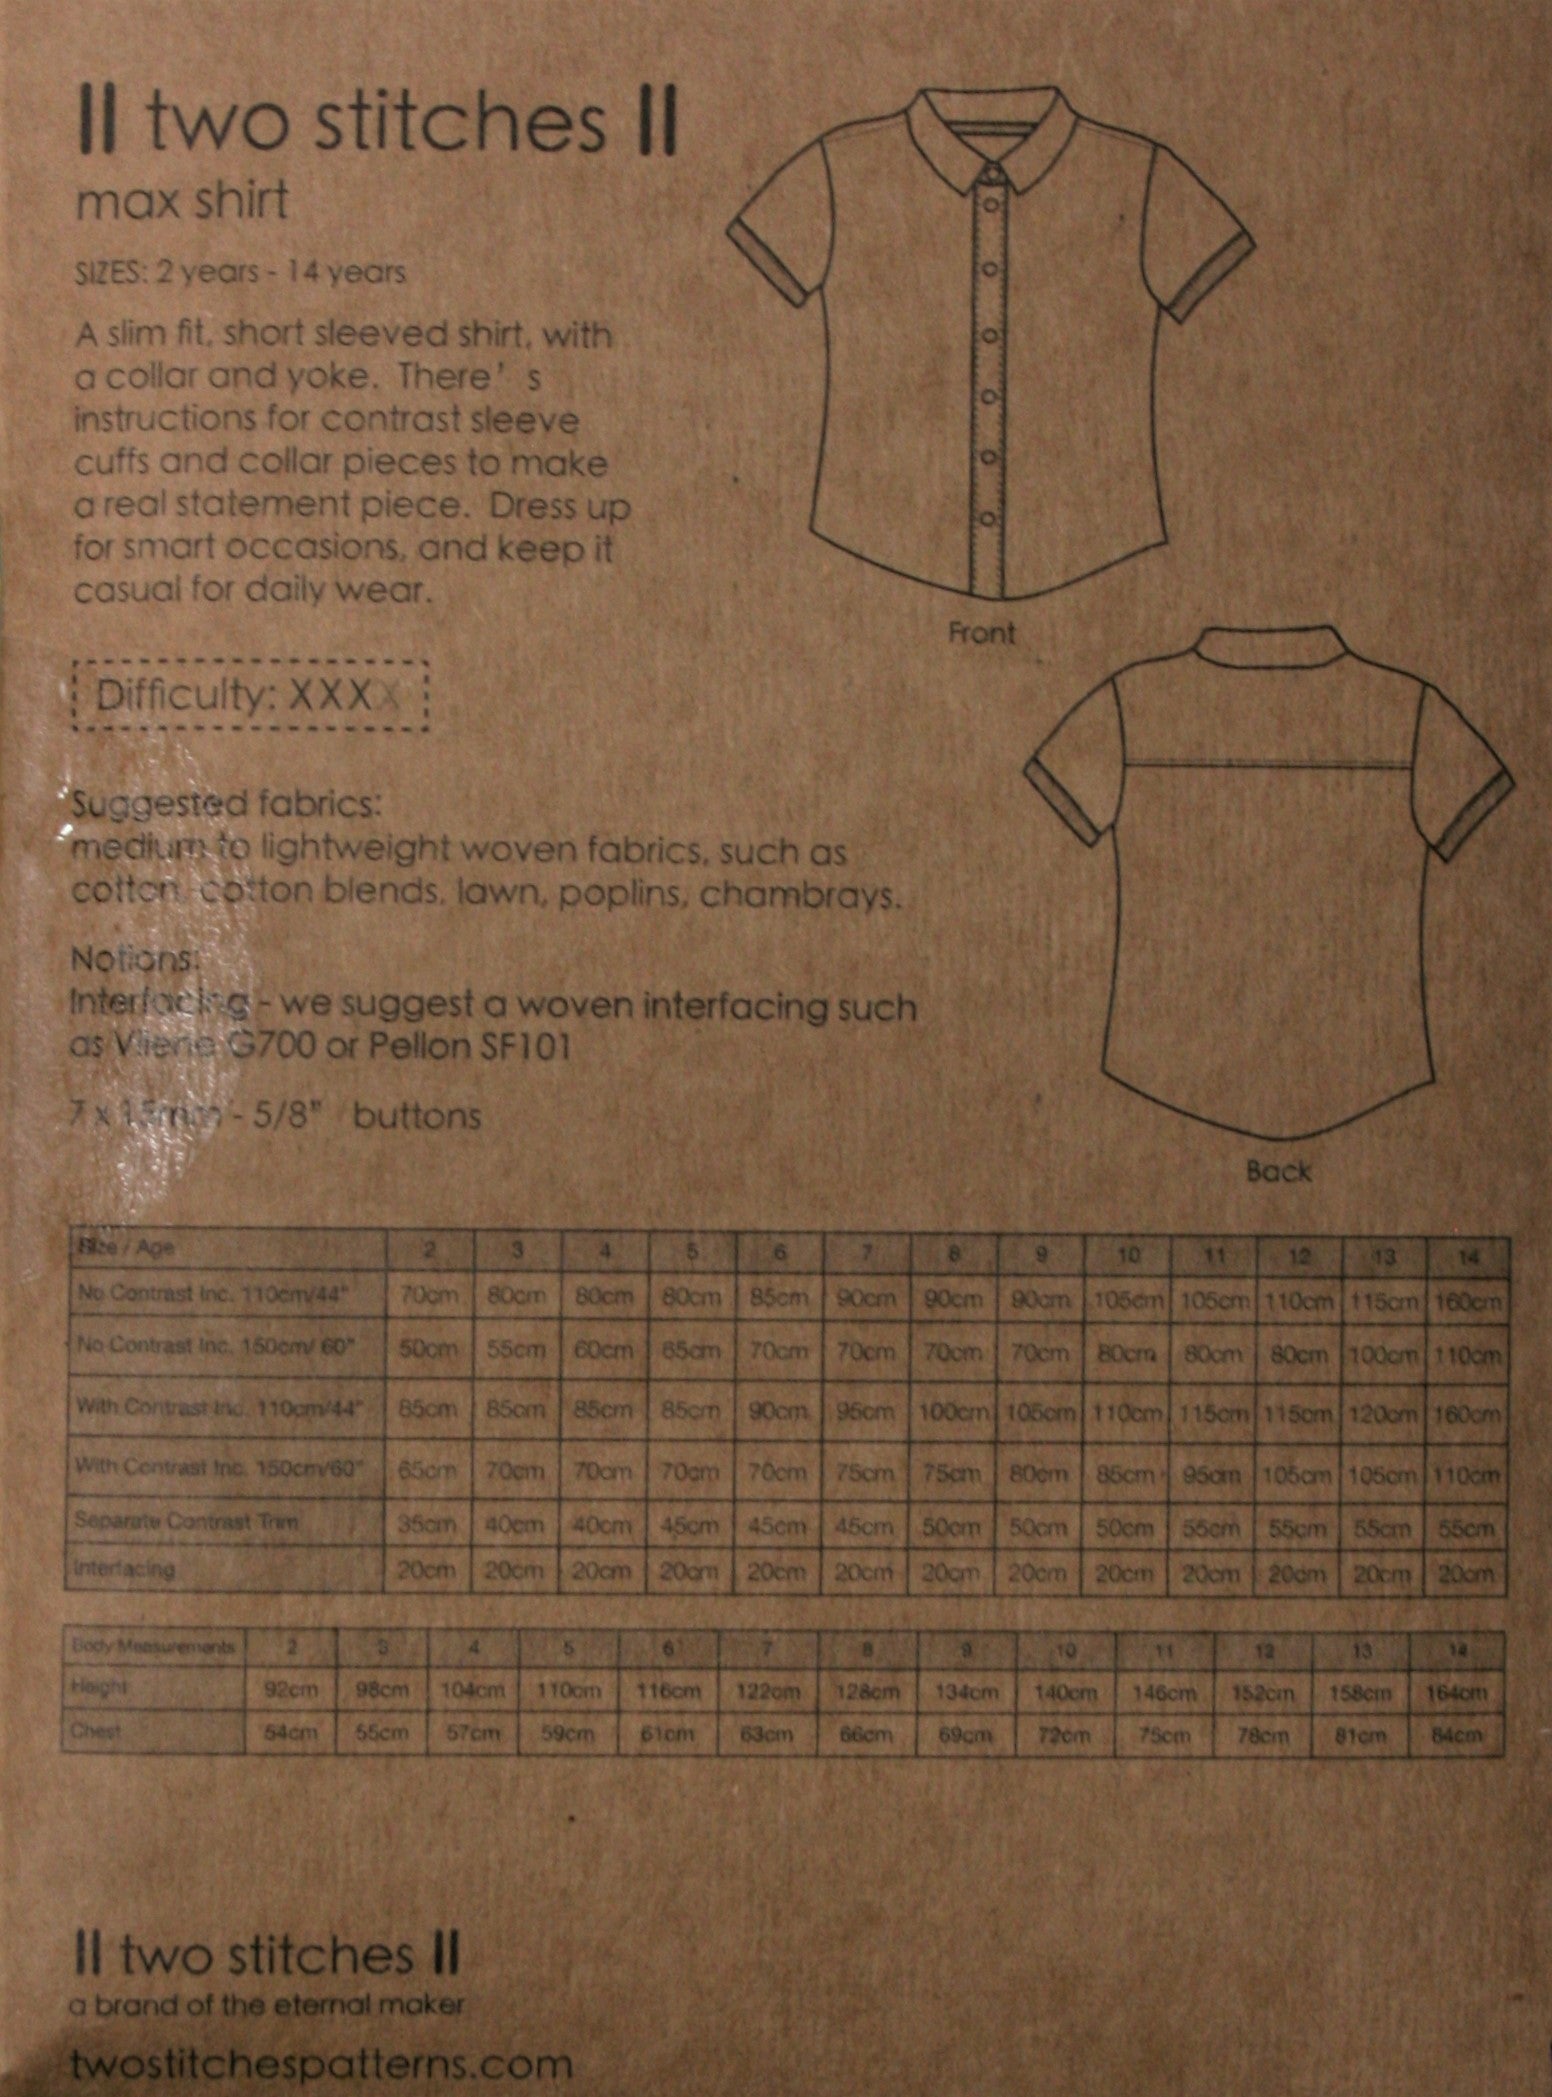 || two stitches ||
max shirt
SIZES: 2 years - 14 years
A slim fit, short sleeved shirt, with
a collar and yoke. There' s
instructions for contrast sleeve
cuffs and collar pieces to make
a real statement piece. Dress up
for smart occasions, and keep it
casual for daily wear.
Front
Difficulty: XXXX
Suggested fabrics:
medium to lightweight woven fabrics, such as
cotton, cotton blends, lawn, poplins, chambrays.
Notions:
Interfacing - we suggest a woven interfacing such
as Vliene G700 or Pellon SF101
7 x 15mm - 5/8" buttons
Back
Size / Age 2 3 4 5 6 7 8 9 10 11 12 13 14
No Contrast Inc. 110cm/44" 70cm 80cm 80cm 80cm 85cm 90cm 90cm 90cm 105cm 105cm 110cm 115cm 160cm
No Contrast Inc. 150cm/ 60" 50cm 55cm 60cm 65cm 70cm 70cm 70cm 70cm 80cm 80cm 80cm 100cm 110cm
With Contrast Inc. 110cm/44" 85cm 85cm 85cm 85cm 90cm 95cm 100cm 105cm 110cm 115cm 115cm 120cm 160cm
With Contrast Inc. 150cm/60" 65cm 70cm 70cm 70cm 70cm 75cm 75cm 80cm 85cm 95cm 105cm 105cm 110cm
Separate Contrast Trim 35cm 40cm 40cm 45cm 45cm 45cm 50cm 50cm 50cm 55cm 55cm 55cm 55cm
Interfacing 20cm 20cm 20cm 20cm 20cm 20cm 20cm 20cm 20cm 20cm 20cm 20cm 20cm
Body Measurements 2 3 4 5 6 7 8 9 10 11 12 13 14
Height 92cm 98cm 104cm 110cm 116cm 122cm 128cm 134cm 140cm 146cm 152cm 158cm 164cm
Chest 54cm 55cm 57cm 59cm 61cm 63cm 66cm 69cm 72cm 75cm 78cm 81cm 84cm
|| two stitches ||
a brand of the eternal maker
twostitchespatterns.com